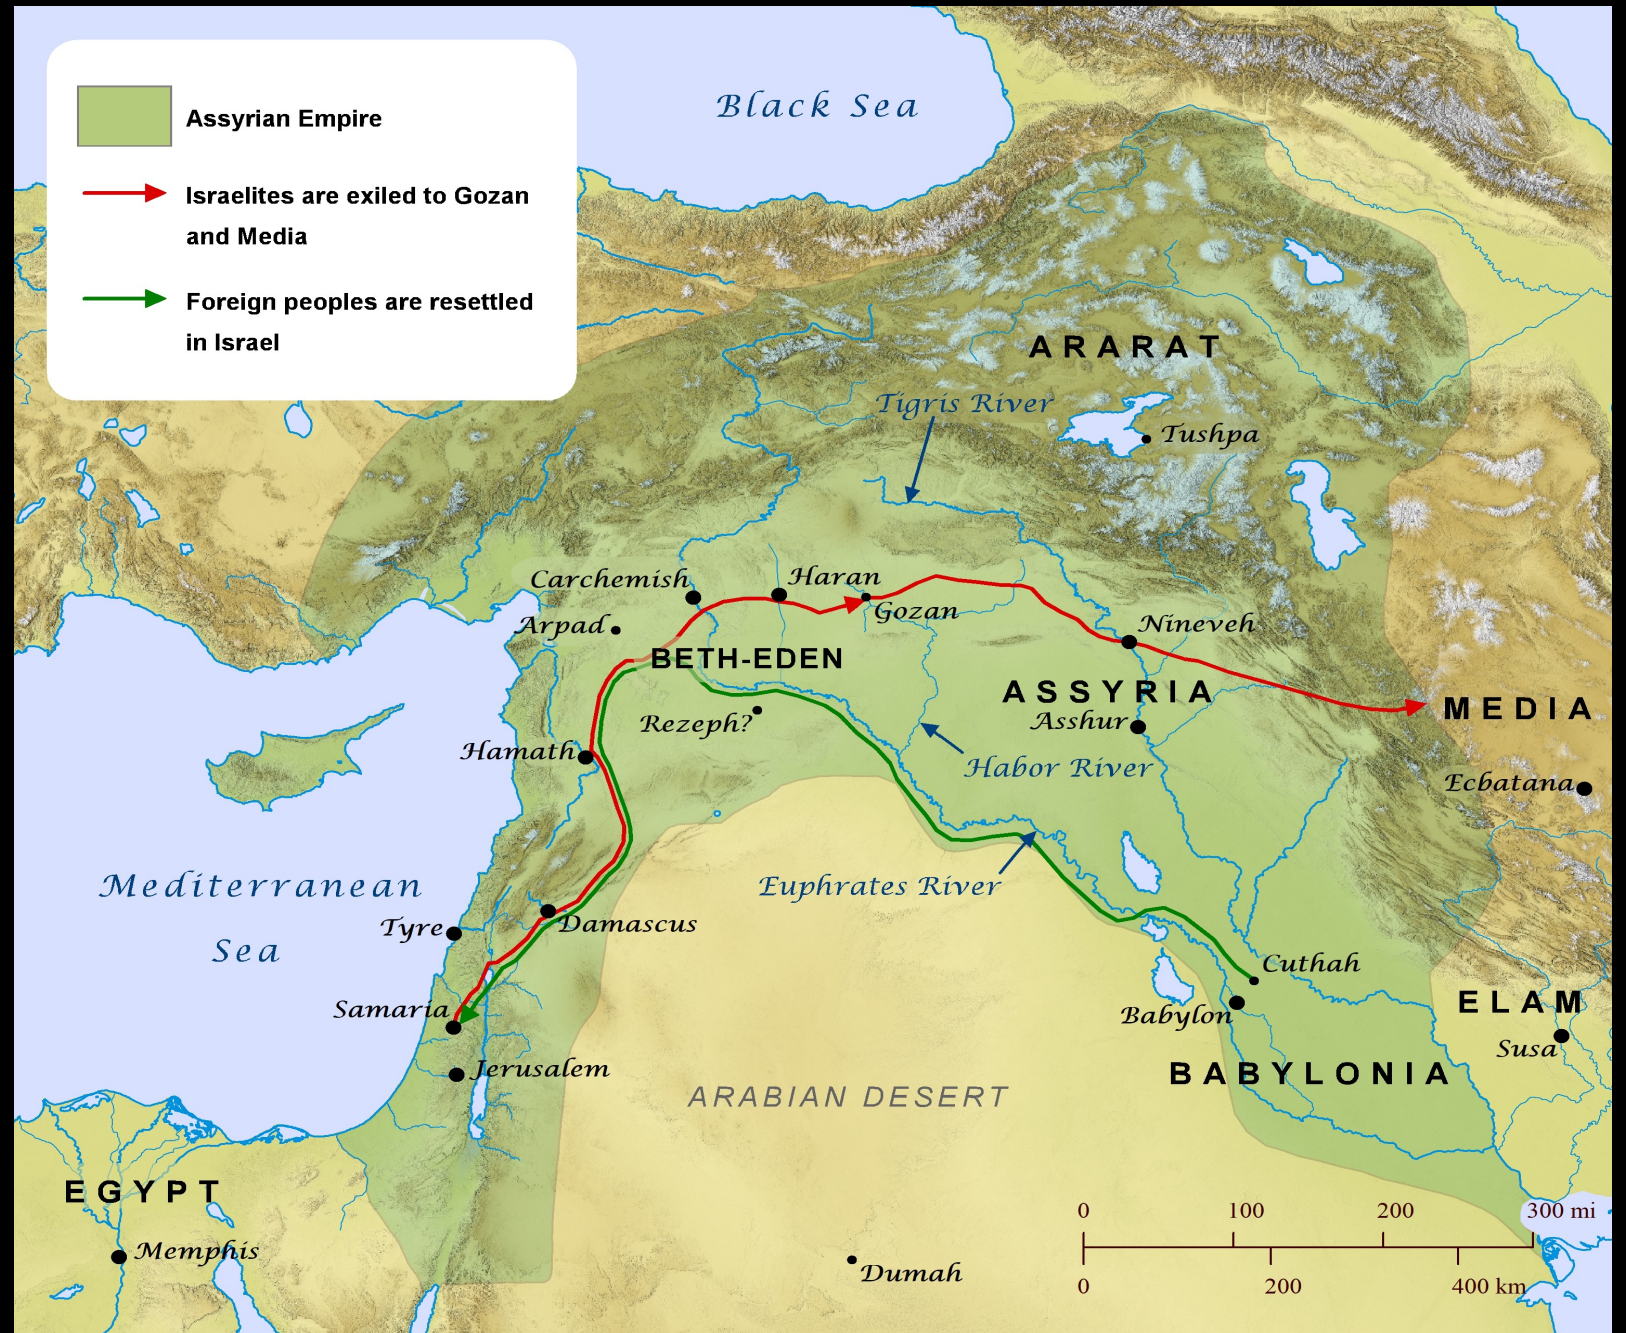 Black Sea
Assyrian Empire
Israelites are exiled to Gozan
and Media
Foreign peoples are resettled
in Israel
ARARAT
Tigris River
Tushpa
Carchemish
Haran
Gozan
Arpad
Nineveh
BETH-EDEN
ASSYRIA
MEDIA
Rezeph?
Asshur
Hamath
Habor River
Ecbatana
Mediterranean
Sea
Euphrates River
Tyre
Damascus
Cuthah
Samaria
Babylon
ELAM
Susa
Jerusalem
BABYLONIA
ARABIAN DESERT
EGYPT
Memphis
Dumah
0 100 200 300 mi
0 200 400 km